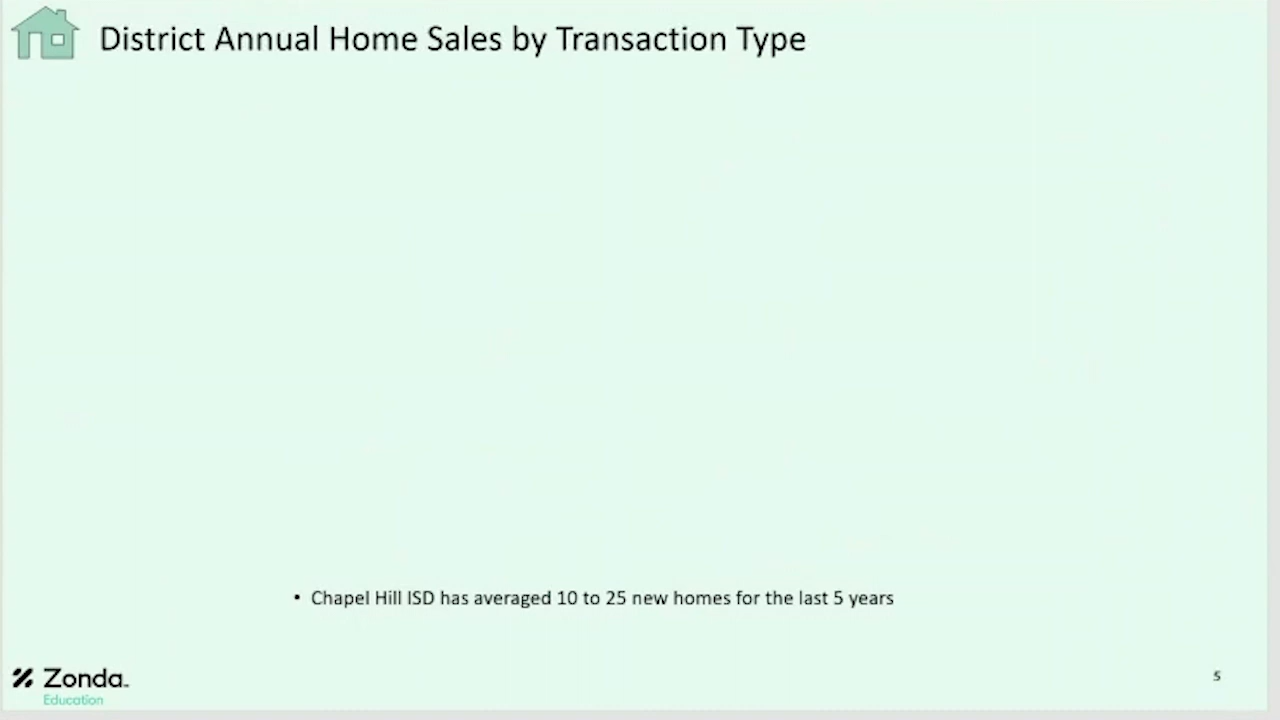 District Annual Home Sales by Transaction Type
• Chapel Hill ISD has averaged 10 to 25 new homes for the last 5 years
Zonda™
Education
5